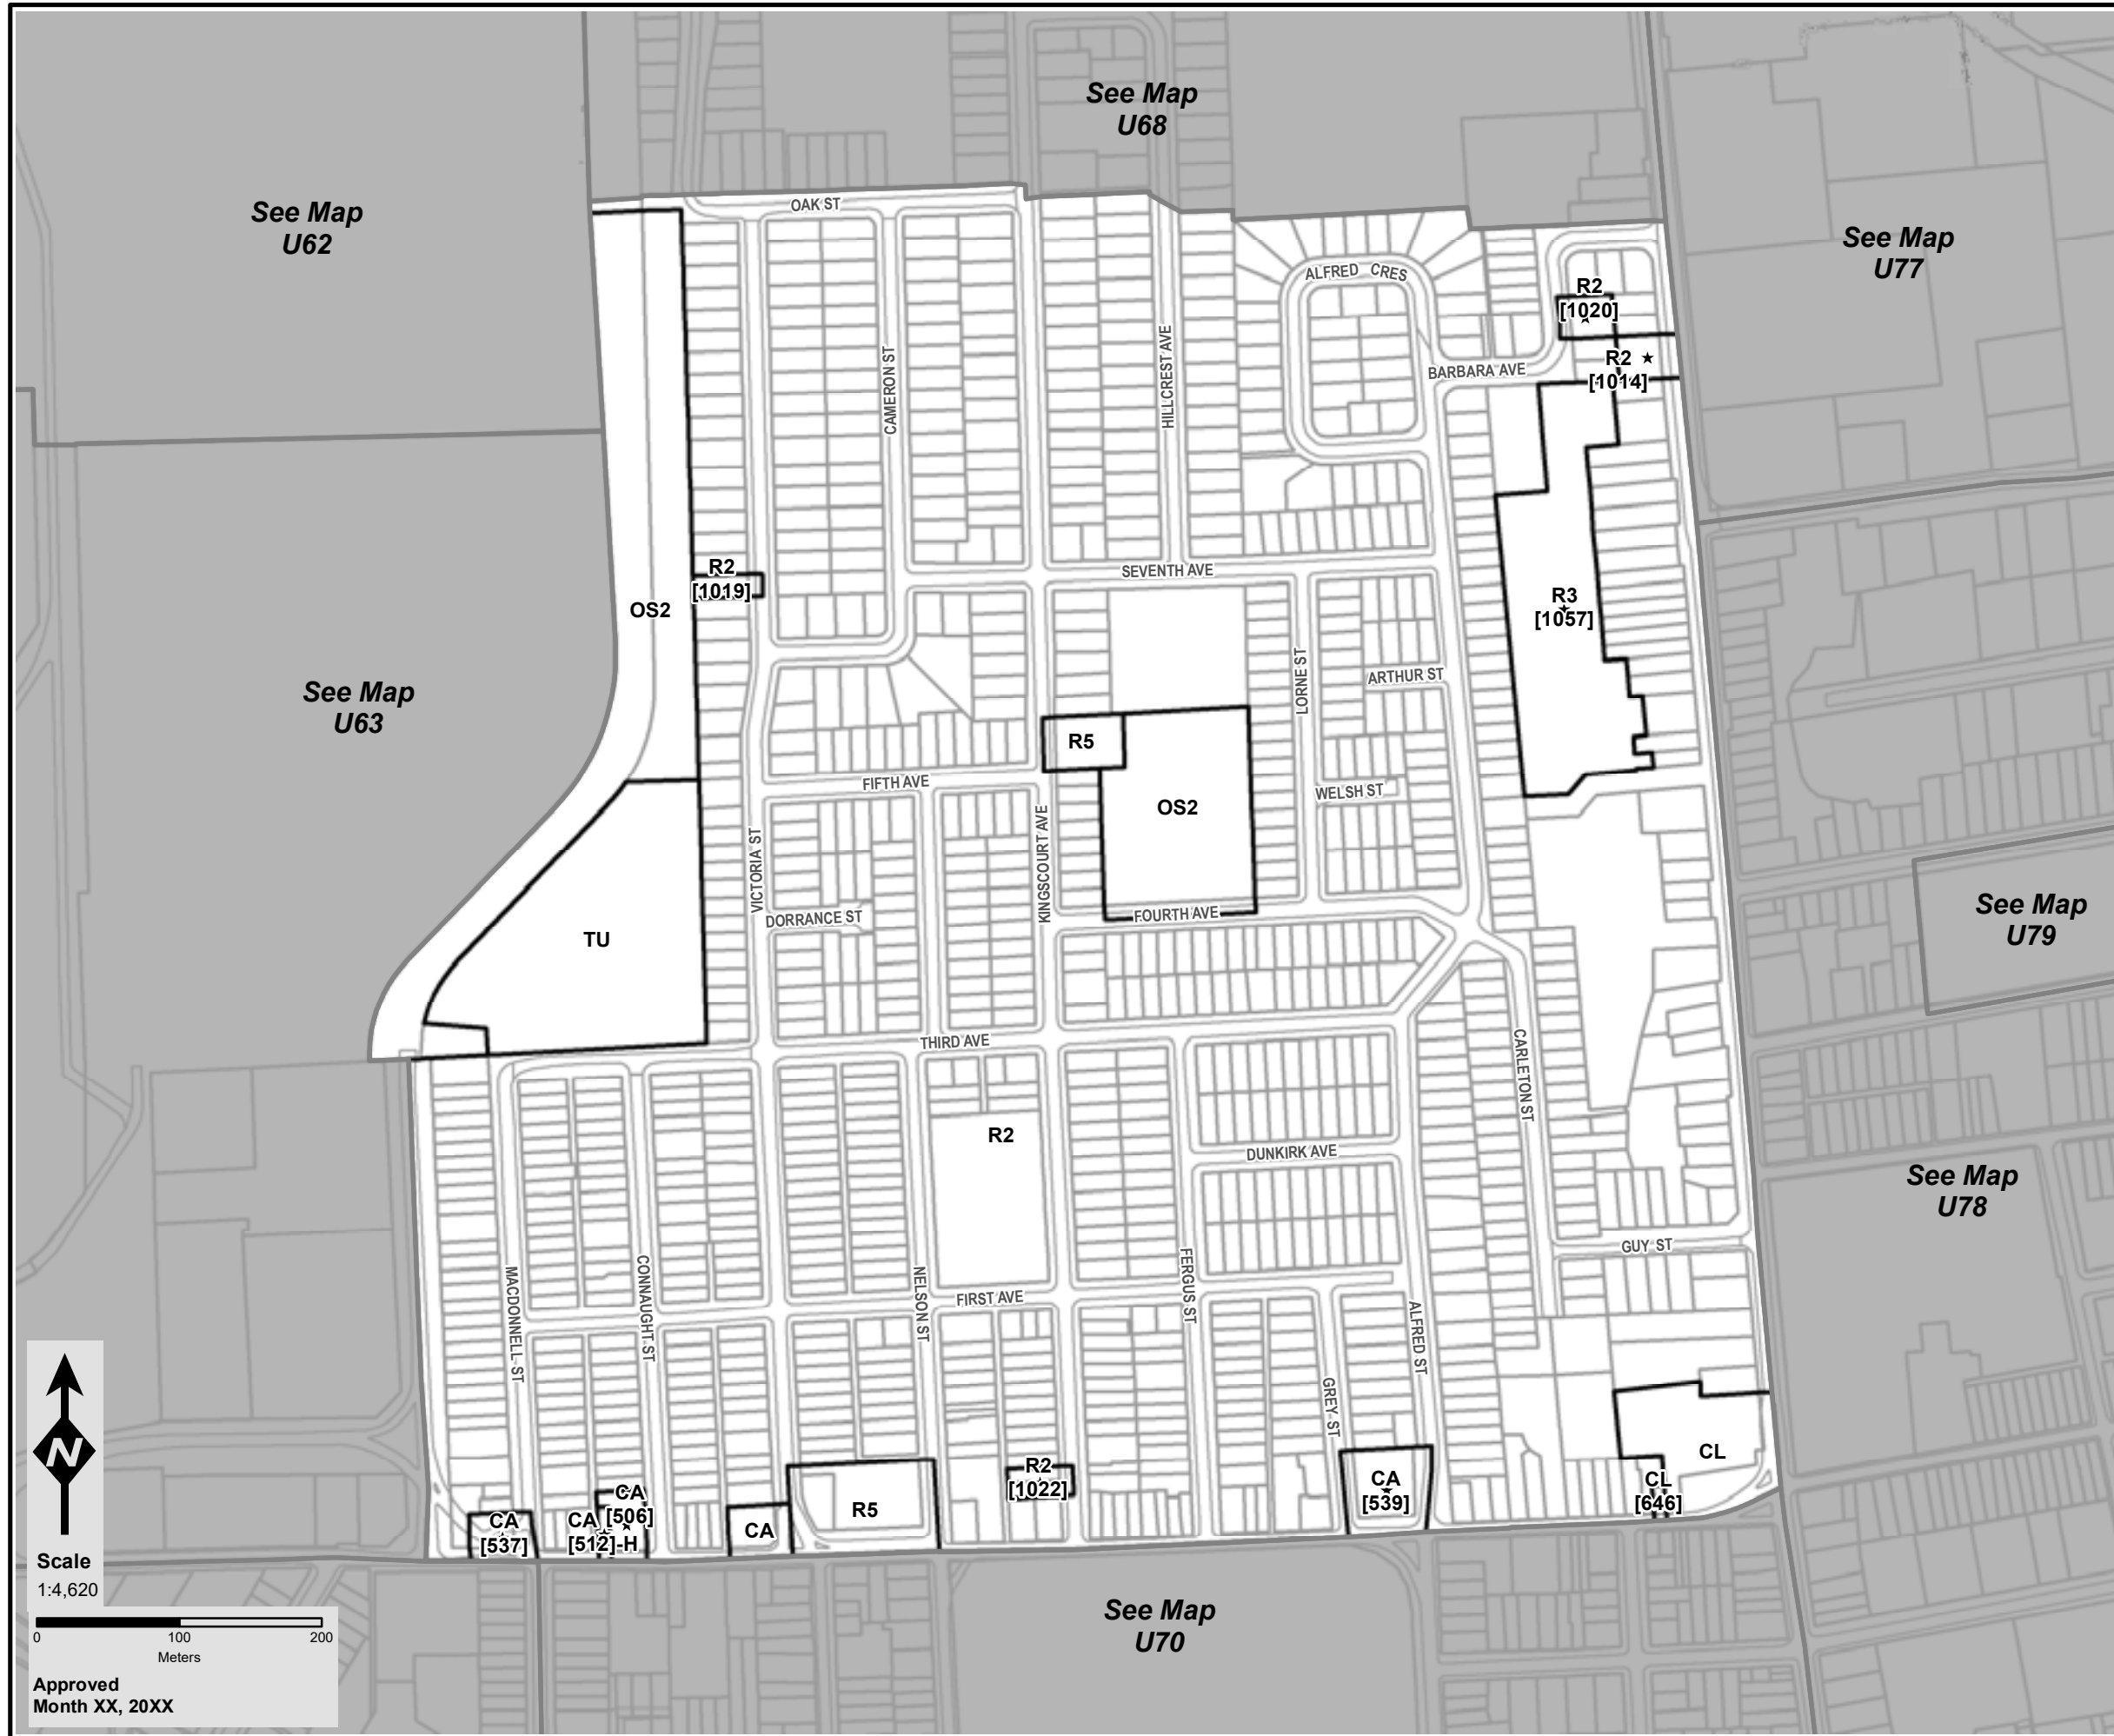 See Map
U68
See Map
U62
See Map
U77
OAK ST
ALFRED CRES
R2
[1020]
R2
[1014]
BARBARA AVE
CAMERON ST
HILLCREST AVE
SEVENTH AVE
R2
[1019]
OS2
R3
[1057]
LORNE ST
ARTHUR ST
See Map
U63
R5
FIFTH AVE
WELSH ST
OS2
KINGSCOURT AVE
VICTORIA ST
DORRANCE ST
FOURTH AVE
See Map
U79
TU
THIRD AVE
CARLETON ST
R2
DUNKIRK AVE
See Map
U78
GUY ST
MACDONNELL ST
CONNAUGHT ST
NELSON ST
FIRST AVE
FERGUS ST
ALFRED ST
GREY ST
CL
CL
[646]
CA
[539]
R2
[1022]
R5
CA
CA
[506]
CA
[512]-H
CA
[537]
N
Scale
1:4,620
0 100 200
Meters
Approved
Month XX, 20XX
See Map
U70